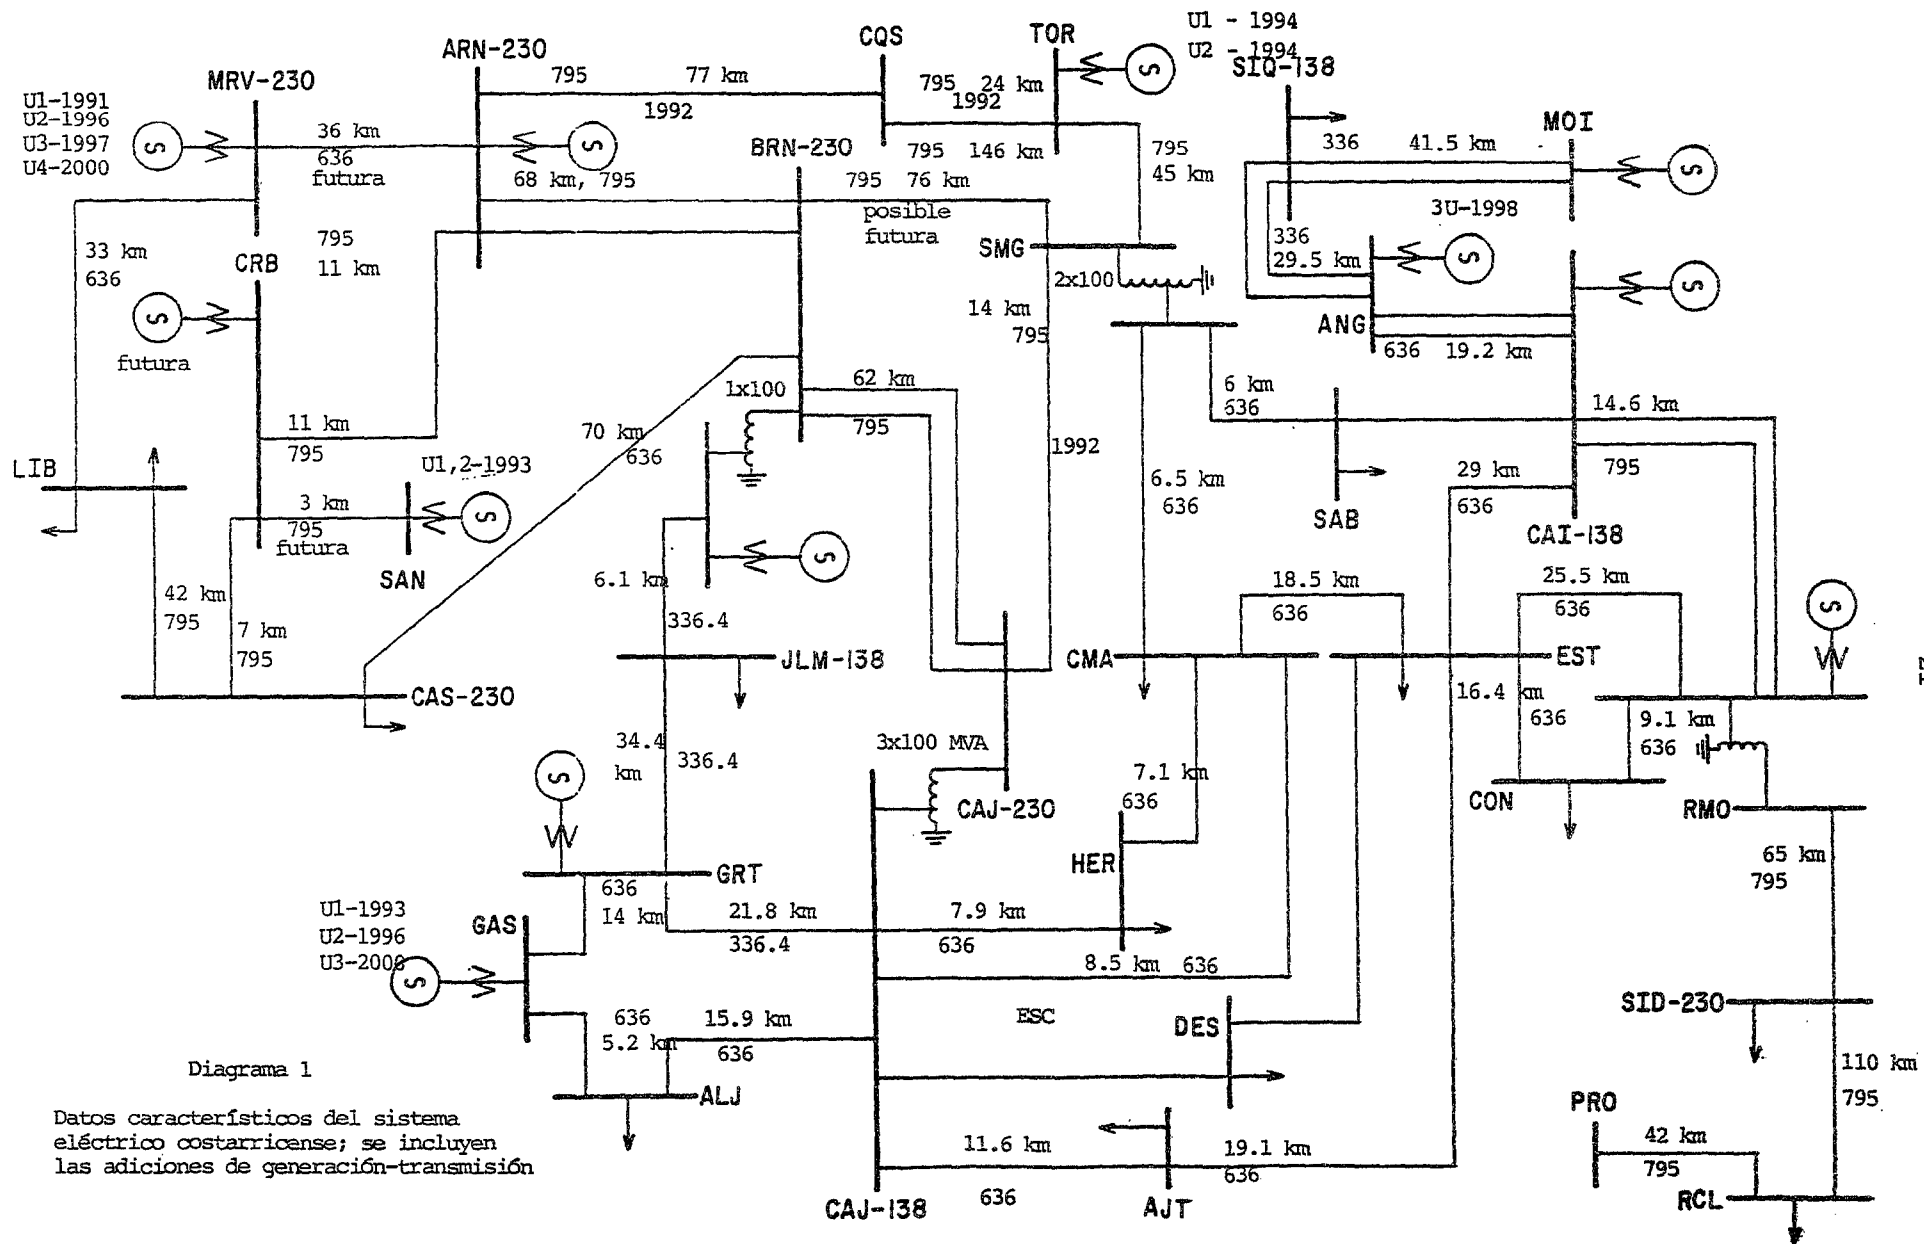 U1 - 1994
U2 - 1994
TOR
CQS
ARN-230
MRV-230
SIQ-138
795 77 km
1992
795 24 km
1992
U1-1991
U2-1996
U3-1997
U4-2000
S
S
S
36 km
636
futura
BRN-230
795 146 km
795
45 km
336
41.5 km
MOI
S
68 km, 795
795 76 km
posible
futura
3U-1998
33 km
636
CRB
795
11 km
SMG
336
29.5 km
S
2x100
S
S
futura
14 km
795
ANG
636 19.2 km
1x100
62 km
795
6 km
636
14.6 km
795
11 km
795
70 km
636
1992
LIB
U1,2-1993
6.5 km
636
29 km
636
3 km
795
futura
S
SAB
CAI-138
SAN
S
6.1 km
336.4
18.5 km
636
25.5 km
636
S
42 km
795
7 km
795
JLM-138
CMA
EST
CAS-230
16.4 km
636
9.1 km
636
34.4
km
336.4
3x100 MVA
7.1 km
636
S
CAJ-230
CON
RMO
HER
65 km
795
GRT
636
14 km
U1-1993
U2-1996
U3-2000
GAS
21.8 km
336.4
7.9 km
636
8.5 km 636
S
SID-230
636
5.2 km
15.9 km
636
ESC
DES
110 km
795
Diagrama 1
ALJ
PRO
Datos característicos del sistema
eléctrico costarricense; se incluyen
las adiciones de generación-transmisión
42 km
795
11.6 km
636
19.1 km
636
CAJ-138
AJT
RCL